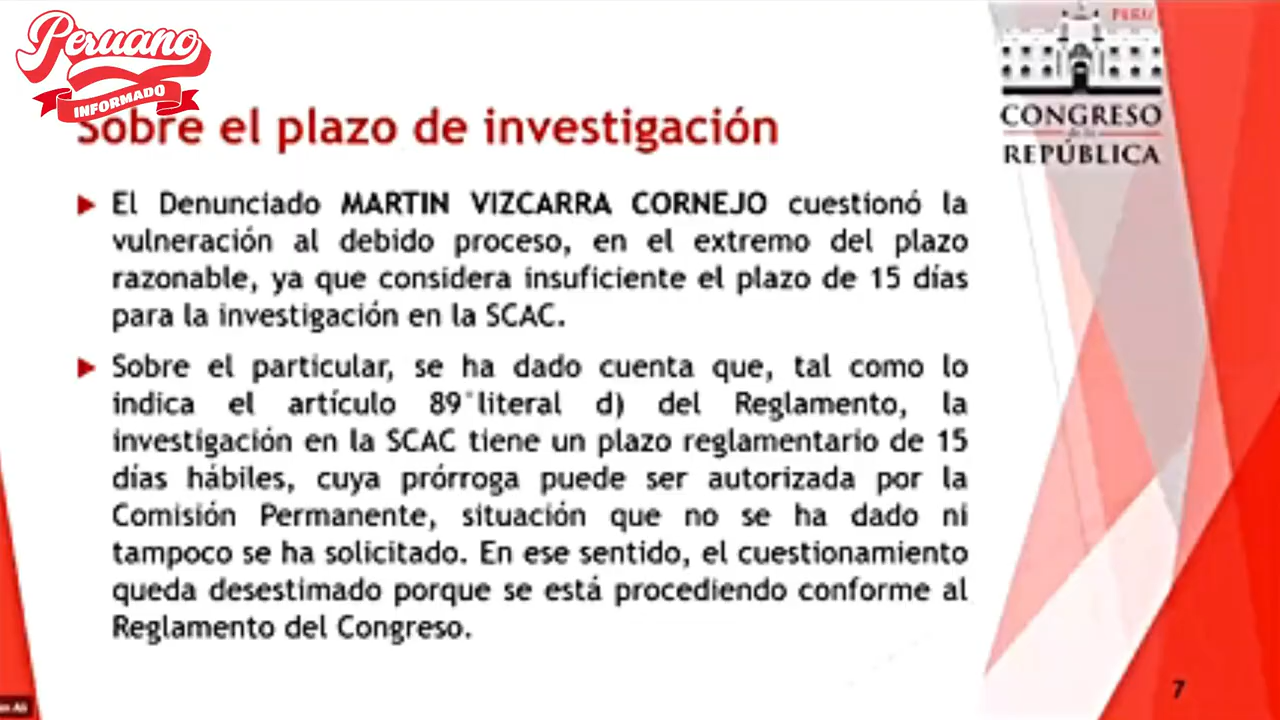 Peruano
INFORMADO
PERÚ
CONGRESO
de la
REPÚBLICA
Sobre el plazo de investigación
El Denunciado MARTIN VIZCARRA CORNEJO cuestionó la
vulneración al debido proceso, en el extremo del plazo
razonable, ya que considera insuficiente el plazo de 15 días
para la investigación en la SCAC.
Sobre el particular, se ha dado cuenta que, tal como lo
indica el artículo 89°literal d) del Reglamento, la
investigación en la SCAC tiene un plazo reglamentario de 15
días hábiles, cuya prórroga puede ser autorizada por la
Comisión Permanente, situación que no se ha dado ni
tampoco se ha solicitado. En ese sentido, el cuestionamiento
queda desestimado porque se está procediendo conforme al
Reglamento del Congreso.
7